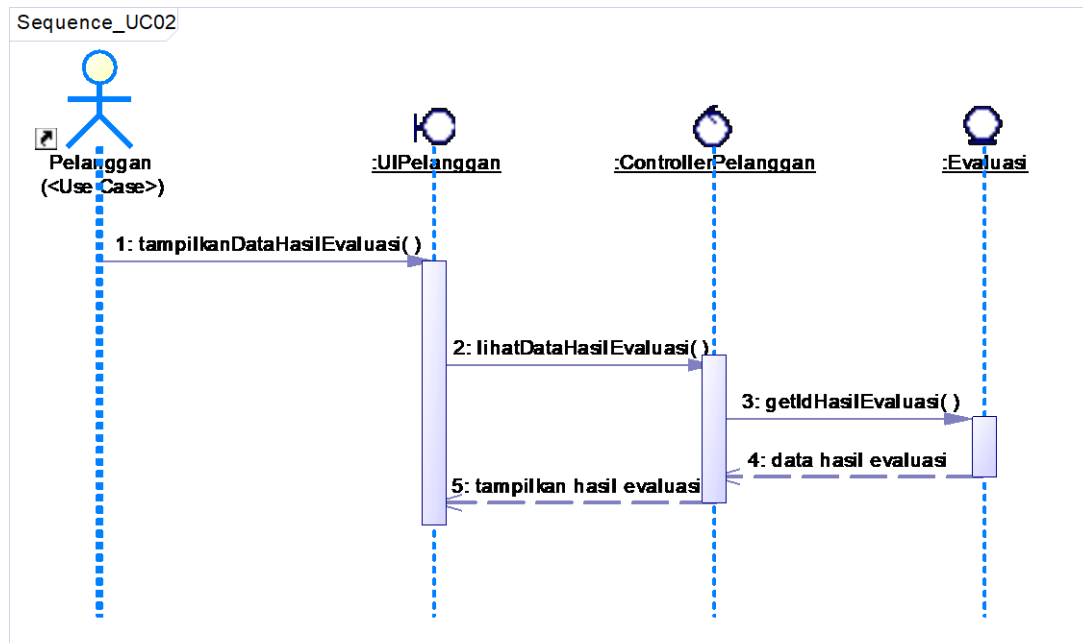 Sequence_UC02
Pelanggan
(<Use Case>)
:UIPelanggan
:ControllerPelanggan
:Evaluasi
1: tampilkanDataHasilEvaluasi( )
2: lihatDataHasilEvaluasi( )
3: getIdHasilEvaluasi( )
4: data hasil evaluasi
5: tampilkan hasil evaluasi